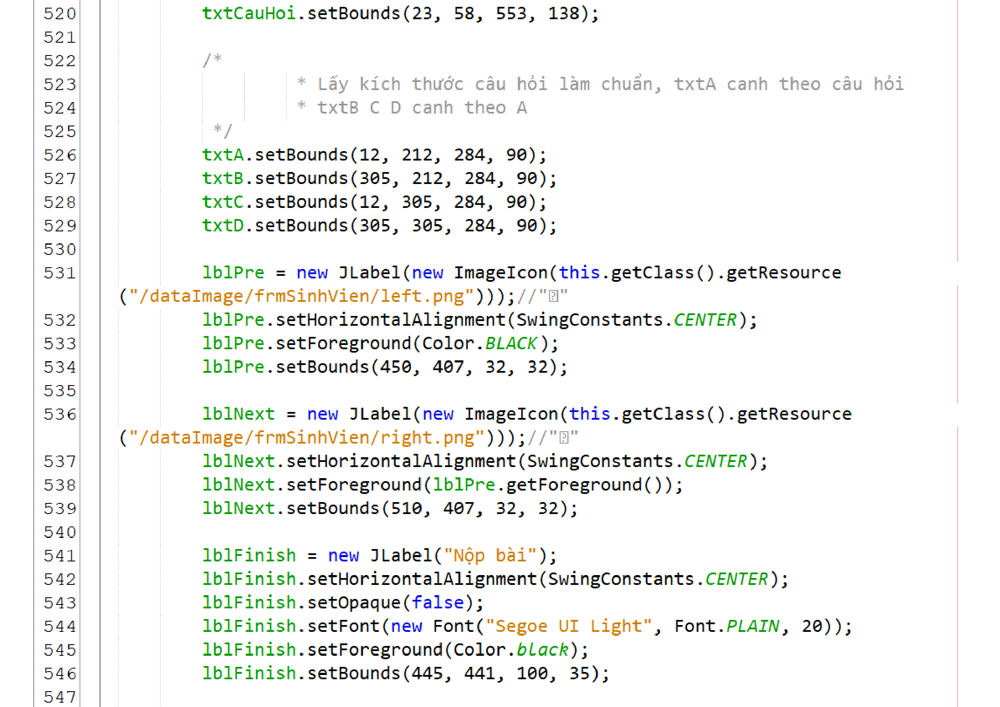 520 txtCauHoi.setBounds(23, 58, 553, 138);
521
522 /*
523 * Lấy kích thước câu hỏi làm chuẩn, txtA canh theo câu hỏi
524 * txtB C D canh theo A
525 */
526 txtA.setBounds(12, 212, 284, 90);
527 txtB.setBounds(305, 212, 284, 90);
528 txtC.setBounds(12, 305, 284, 90);
529 txtD.setBounds(305, 305, 284, 90);
530
531 lblPre = new JLabel(new ImageIcon(this.getClass().getResource
("/dataImage/frmSinhVien/left.png")));//"⍰"
532 lblPre.setHorizontalAlignment(SwingConstants.CENTER);
533 lblPre.setForeground(Color.BLACK);
534 lblPre.setBounds(450, 407, 32, 32);
535
536 lblNext = new JLabel(new ImageIcon(this.getClass().getResource
("/dataImage/frmSinhVien/right.png")));//"⍰"
537 lblNext.setHorizontalAlignment(SwingConstants.CENTER);
538 lblNext.setForeground(lblPre.getForeground());
539 lblNext.setBounds(510, 407, 32, 32);
540
541 lblFinish = new JLabel("Nộp bài");
542 lblFinish.setHorizontalAlignment(SwingConstants.CENTER);
543 lblFinish.setOpaque(false);
544 lblFinish.setFont(new Font("Segoe UI Light", Font.PLAIN, 20));
545 lblFinish.setForeground(Color.black);
546 lblFinish.setBounds(445, 441, 100, 35);
547